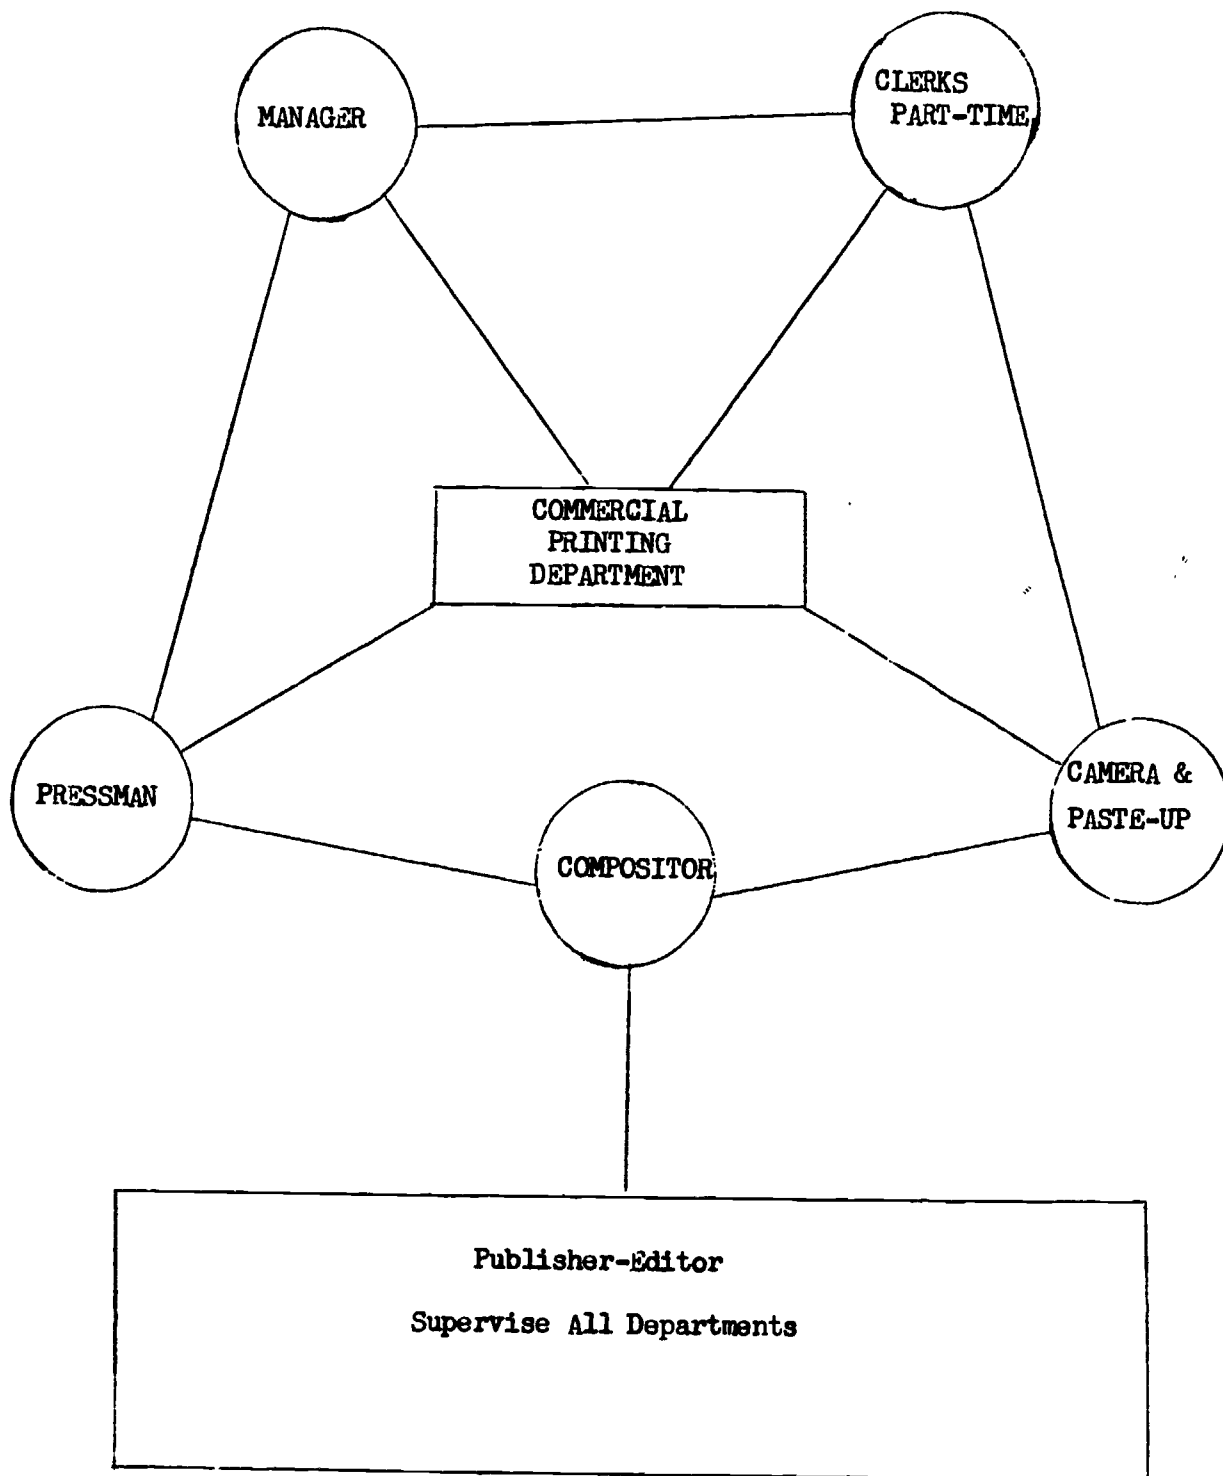 MANAGER
CLERKS
PART-TIME
COMMERCIAL
PRINTING
DEPARTMENT
PRESSMAN
COMPOSITOR
CAMERA &
PASTE-UP
Publisher-Editor
Supervise All Departments